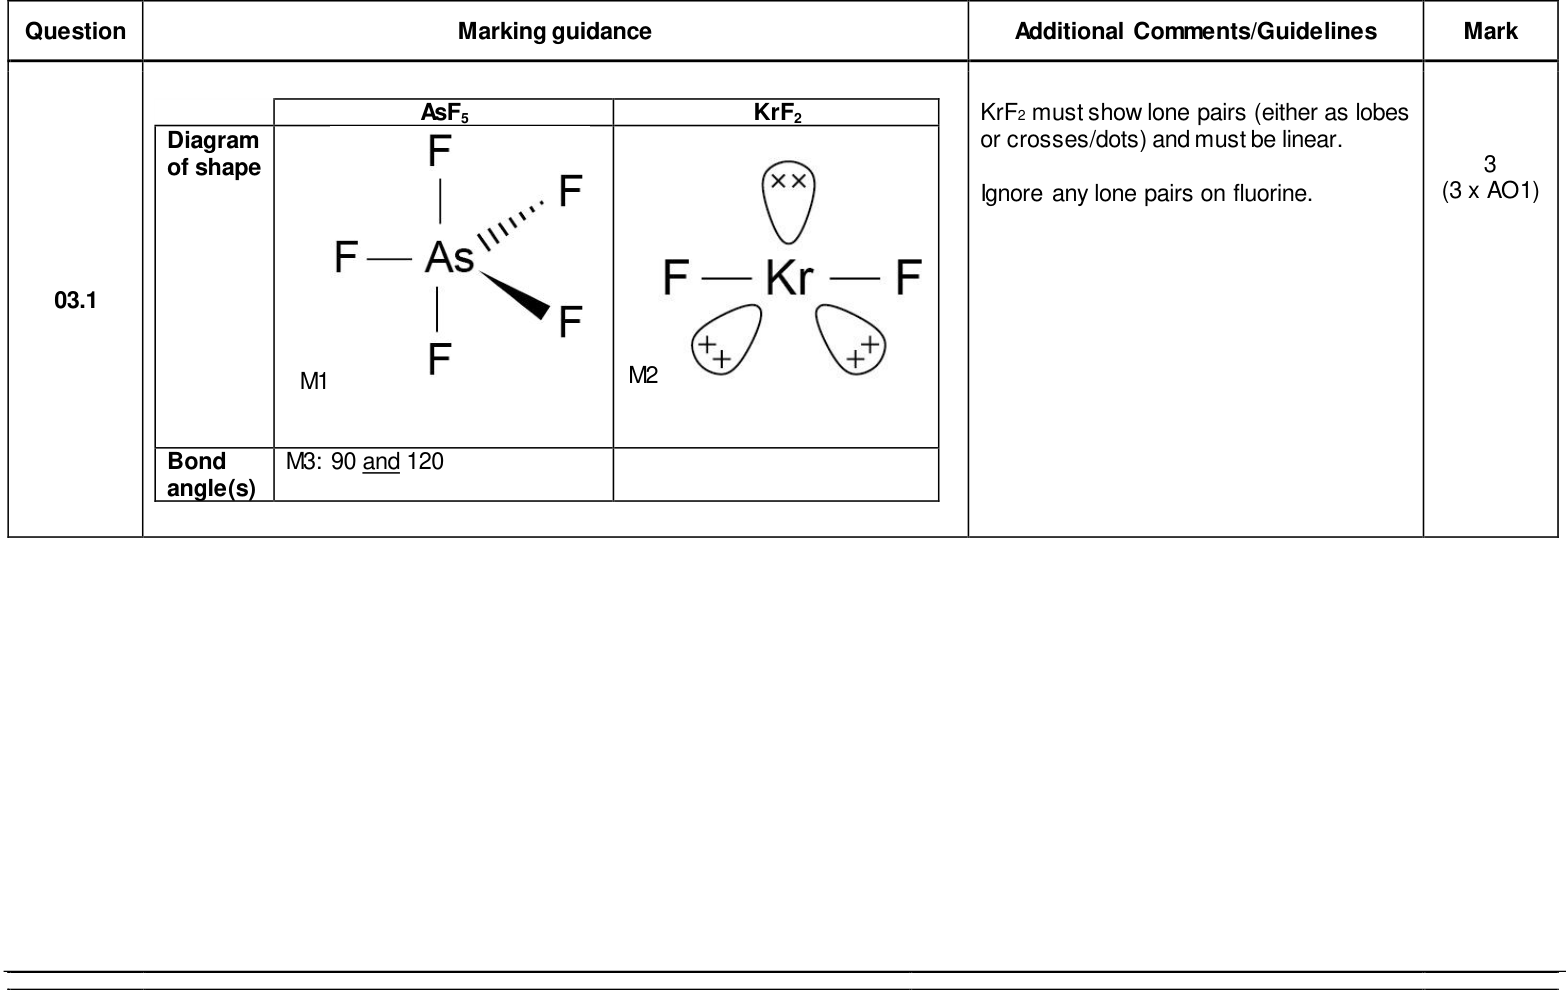 Question Marking guidance Additional Comments/Guidelines Mark
03.1
AsF₅ KrF₂
Diagram
of shape
F
F
F — As
F
F
M1
××
F — Kr — F
++ ++
M2
Bond
angle(s)
M3: 90 and 120
KrF₂ must show lone pairs (either as lobes
or crosses/dots) and must be linear.
Ignore any lone pairs on fluorine.
3
(3 x AO1)